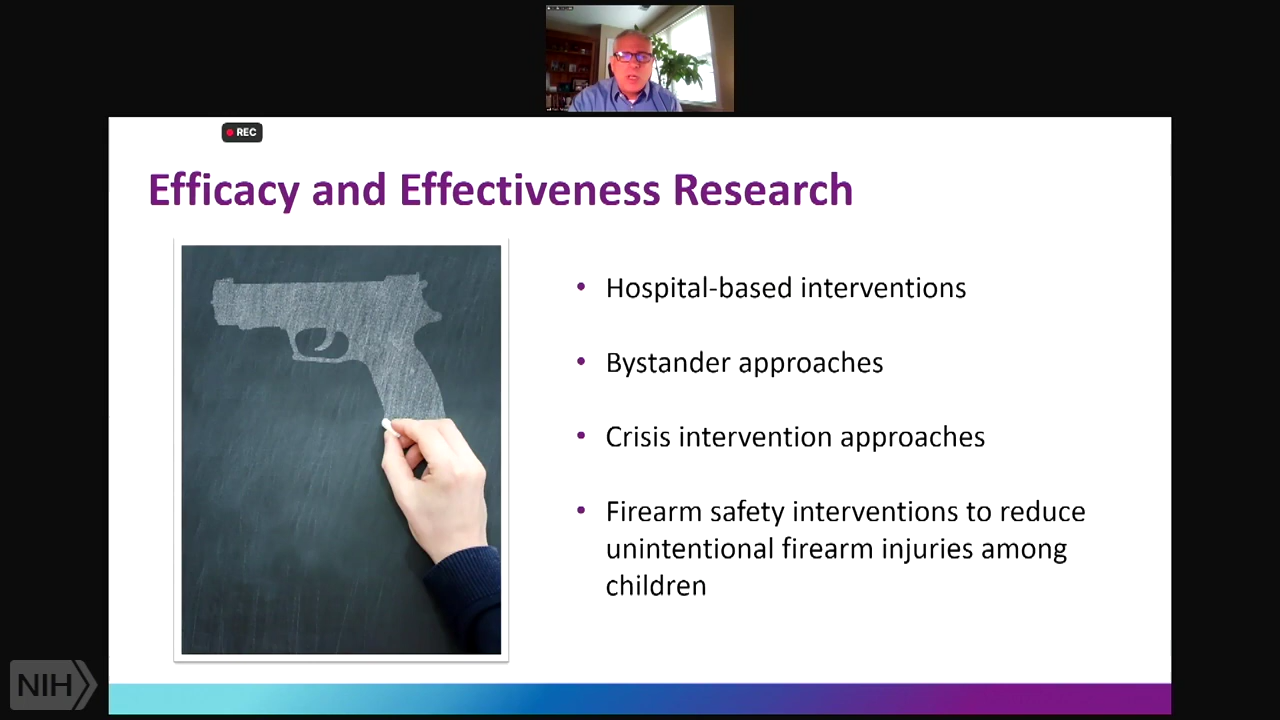 REC
Efficacy and Effectiveness Research
• Hospital-based interventions
• Bystander approaches
• Crisis intervention approaches
• Firearm safety interventions to reduce
unintentional firearm injuries among
children
NIH